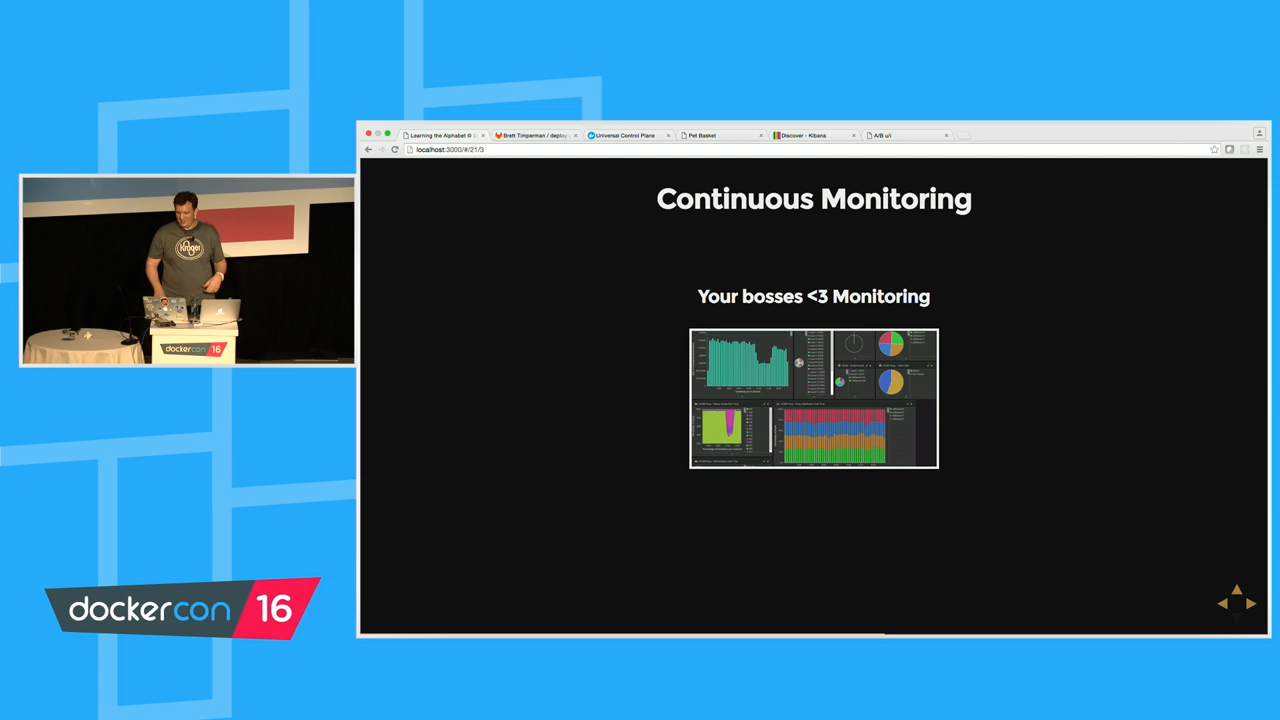 Learning the Alphabet @ D
Brett Timperman / deploy
Universal Control Plane
Pet Basket
Discover - Kibana
A/B u/i
localhost:3000/#/21/3
Continuous Monitoring
Your bosses <3 Monitoring
Kroger
dockercon 16
dockercon 16